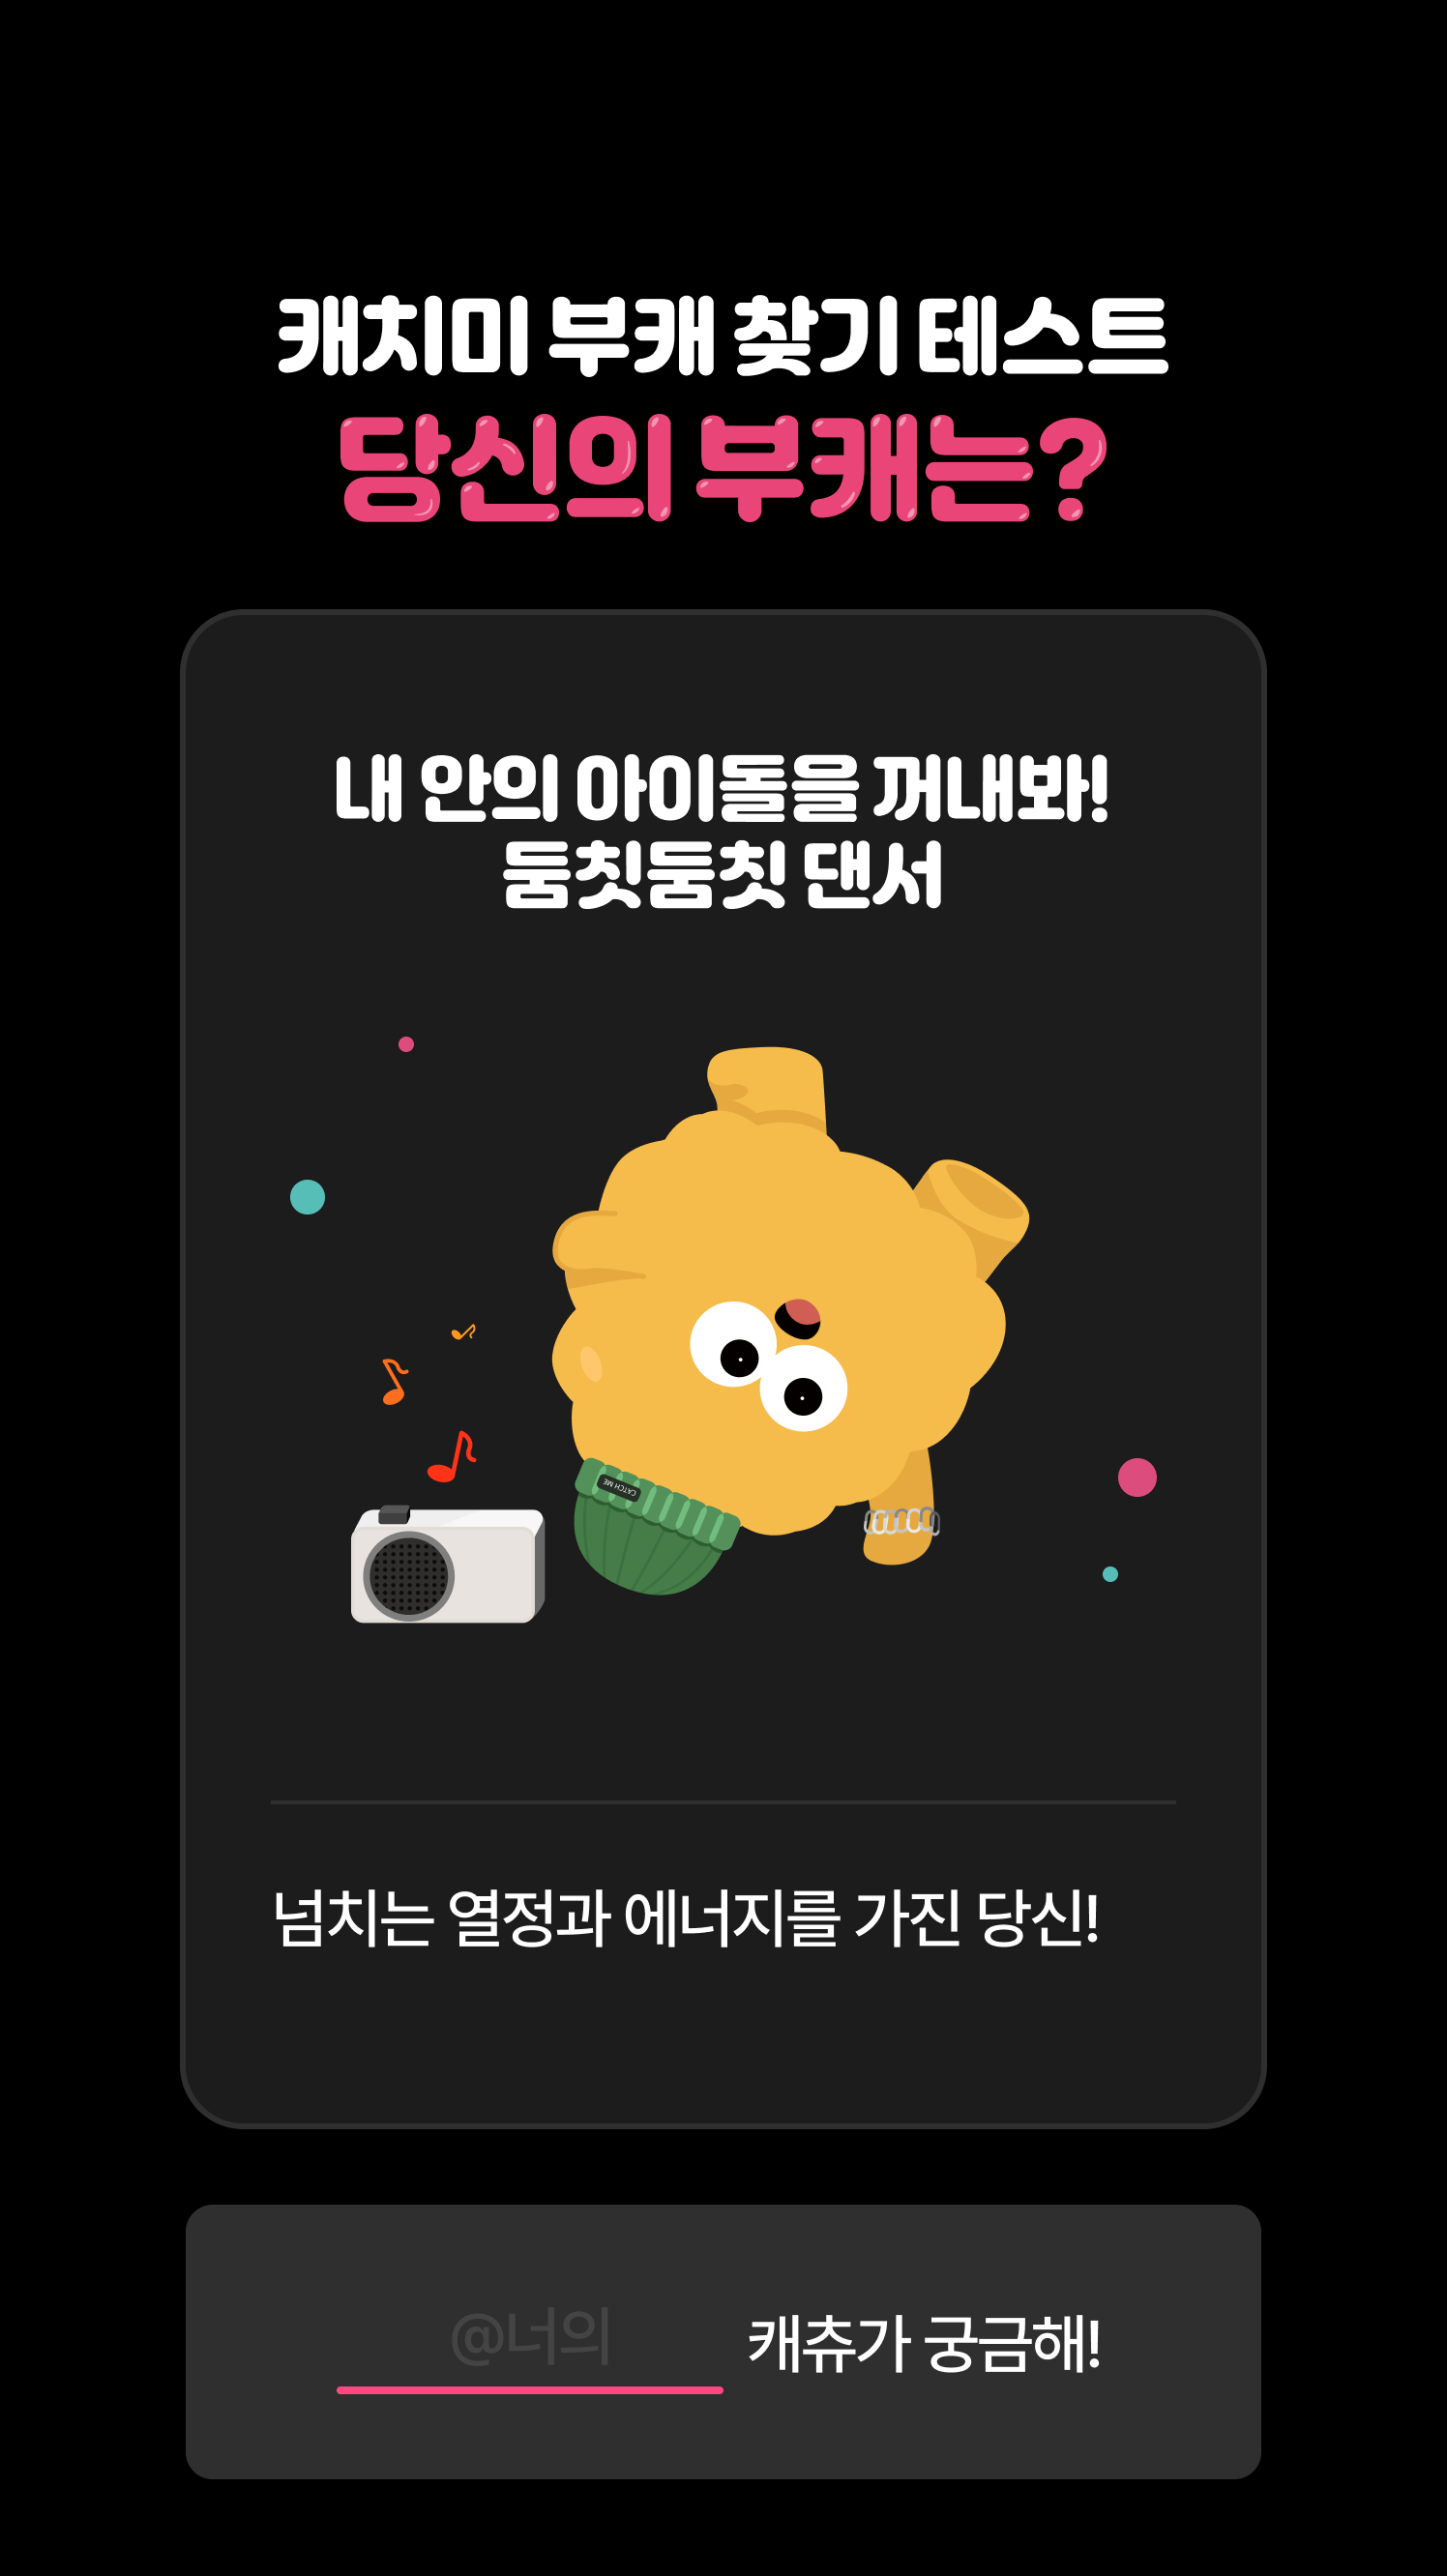 캐치미 부캐 찾기 테스트
당신의 부캐는?
내 안의 아이돌을 꺼내봐!
둠칫둠칫 댄서
CATCH ME
넘치는 열정과 에너지를 가진 당신!
@너의 캐츄가 궁금해!